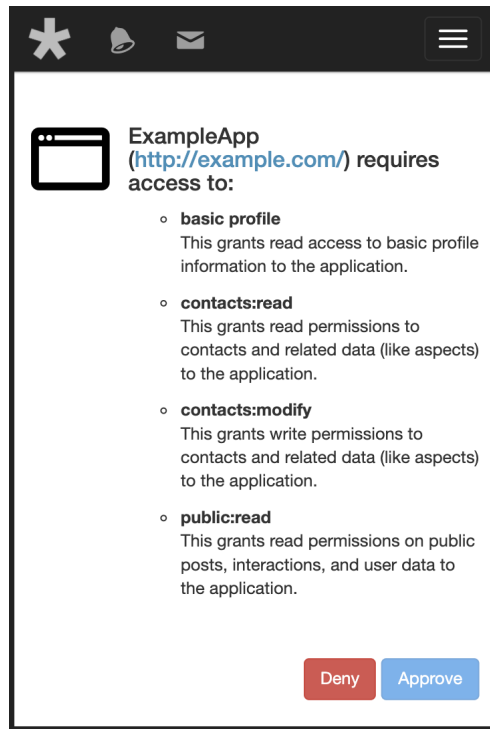 ExampleApp
(http://example.com/) requires
access to:
basic profile
This grants read access to basic profile
information to the application.
contacts:read
This grants read permissions to
contacts and related data (like aspects)
to the application.
contacts:modify
This grants write permissions to
contacts and related data (like aspects)
to the application.
public:read
This grants read permissions on public
posts, interactions, and user data to
the application.
Deny Approve